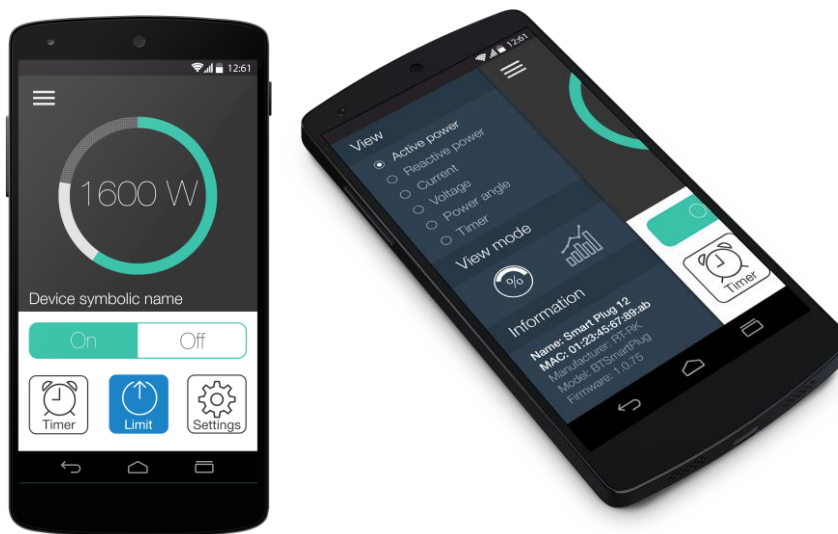 12:61
1600 W
Device symbolic name
On Off
Timer Limit Settings
12:61
View
Active power
Reactive power
Current
Voltage
Power angle
Timer
View mode
%
Information
Name: Smart Plug 12
MAC: 01:23:45:67:89:ab
Manufacturer: RT-RK
Model: BTSmartPlug
Firmware: 1.0.75
On
Timer